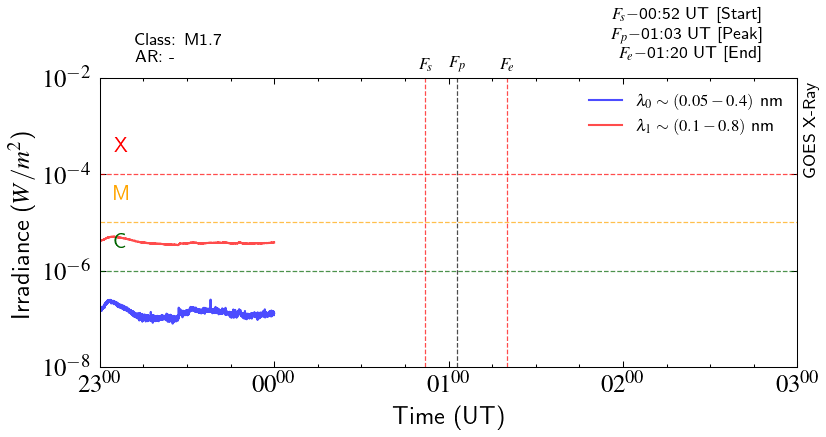 Fs−00:52 UT [Start]
Class: M1.7
Fp−01:03 UT [Peak]
AR: -
Fe−01:20 UT [End]
Fs
Fp
Fe
10⁻²
λ₀ ∼ (0.05 − 0.4) nm
λ₁ ∼ (0.1 − 0.8) nm
GOES X-Ray
X
10⁻⁴
M
Irradiance (W/m²)
C
10⁻⁶
10⁻⁸
23⁰⁰ 00⁰⁰ 01⁰⁰ 02⁰⁰ 03⁰⁰
Time (UT)